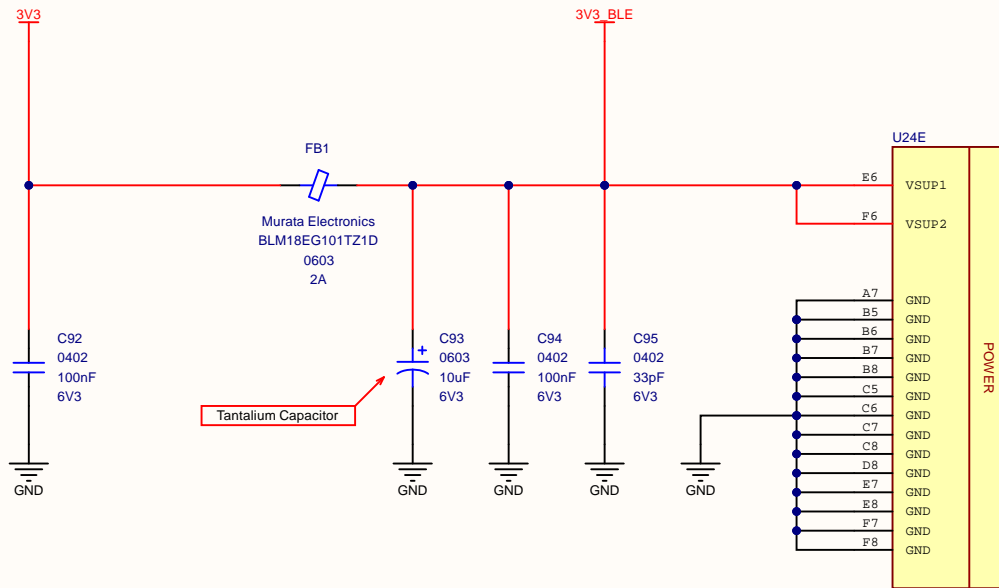 3V3
3V3_BLE
FB1
Murata Electronics
BLM18EG101TZ1D
0603
2A
C92
0402
100nF
6V3
GND
Tantalium Capacitor
+
C93
0603
10uF
6V3
GND
C94
0402
100nF
6V3
GND
C95
0402
33pF
6V3
GND
GND
U24E
E6 VSUP1
F6 VSUP2
A7 GND
B5 GND
B6 GND
B7 GND
B8 GND
C5 GND
C6 GND
C7 GND
C8 GND
D8 GND
E7 GND
E8 GND
F7 GND
F8 GND
POWER